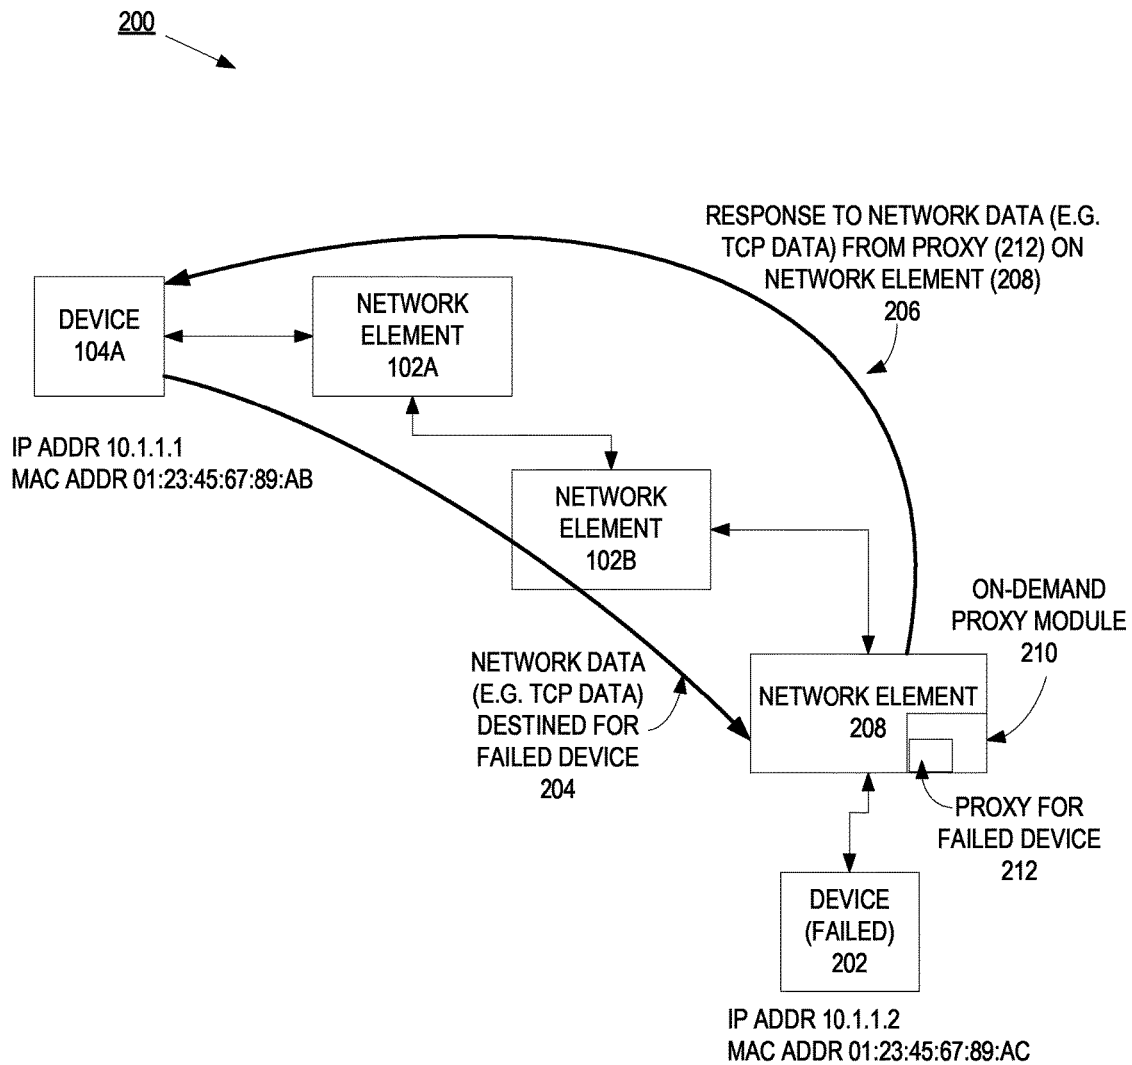 200
RESPONSE TO NETWORK DATA (E.G.
TCP DATA) FROM PROXY (212) ON
NETWORK ELEMENT (208)
206
DEVICE
104A
NETWORK
ELEMENT
102A
IP ADDR 10.1.1.1
MAC ADDR 01:23:45:67:89:AB
NETWORK
ELEMENT
102B
ON-DEMAND
PROXY MODULE
210
NETWORK DATA
(E.G. TCP DATA)
DESTINED FOR
FAILED DEVICE
204
NETWORK ELEMENT
208
PROXY FOR
FAILED DEVICE
212
DEVICE
(FAILED)
202
IP ADDR 10.1.1.2
MAC ADDR 01:23:45:67:89:AC